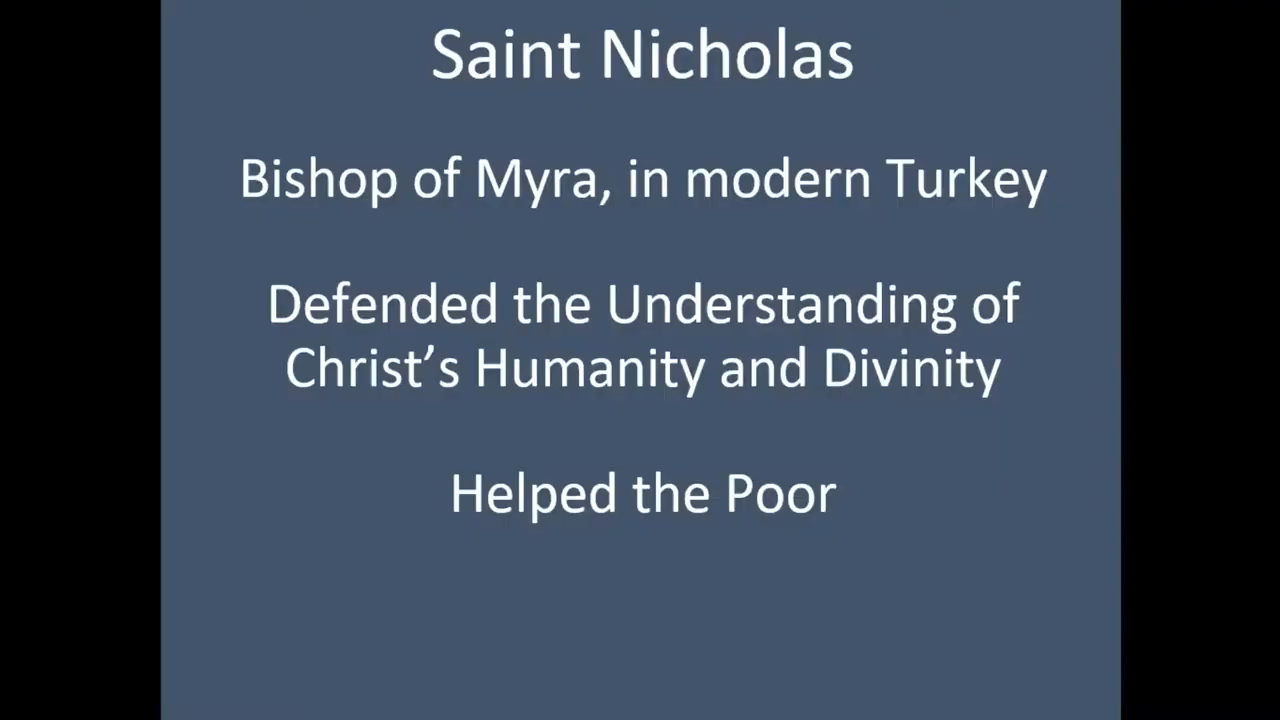 Saint Nicholas
Bishop of Myra, in modern Turkey
Defended the Understanding of
Christ’s Humanity and Divinity
Helped the Poor